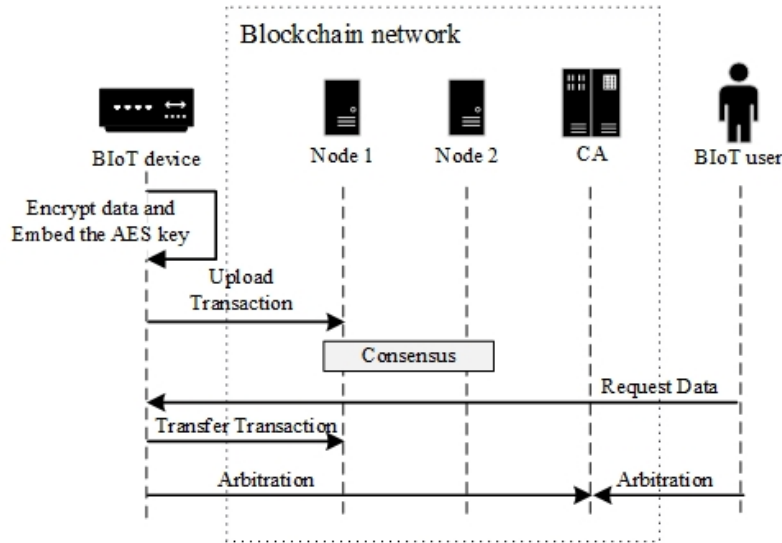 Blockchain network
BIoT device
Node 1
Node 2
CA
BIoT user
Encrypt data and
Embed the AES key
Upload
Transaction
Consensus
Request Data
Transfer Transaction
Arbitration
Arbitration